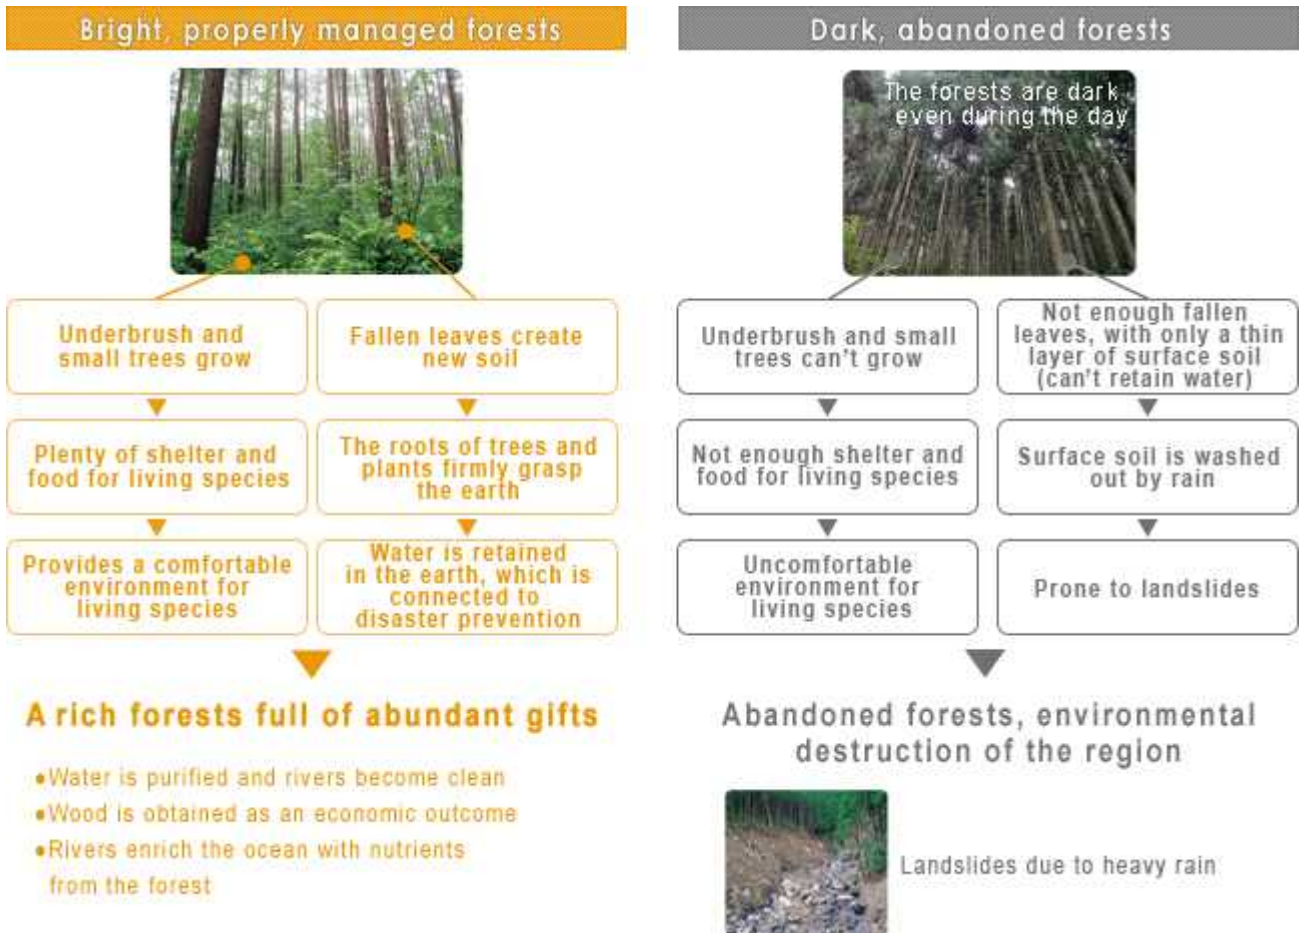 Bright, properly managed forests
Underbrush and
small trees grow
Fallen leaves create
new soil
Plenty of shelter and
food for living species
The roots of trees and
plants firmly grasp
the earth
Provides a comfortable
environment for
living species
Water is retained
in the earth, which is
connected to
disaster prevention
A rich forests full of abundant gifts
●Water is purified and rivers become clean
●Wood is obtained as an economic outcome
●Rivers enrich the ocean with nutrients
from the forest
Dark, abandoned forests
The forests are dark
even during the day
Underbrush and small
trees can't grow
Not enough fallen
leaves, with only a thin
layer of surface soil
(can't retain water)
Not enough shelter and
food for living species
Surface soil is washed
out by rain
Uncomfortable
environment for
living species
Prone to landslides
Abandoned forests, environmental
destruction of the region
Landslides due to heavy rain